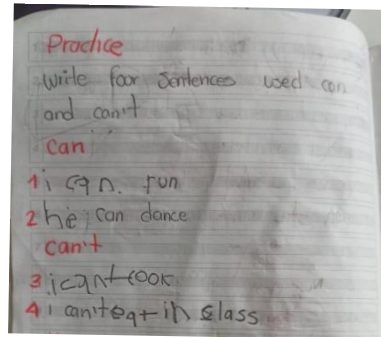 Practice
write foor sentences used can
and can't
can
1 i can. run
2 he can dance
can't
3 i can't cook
4 i can't eat in class